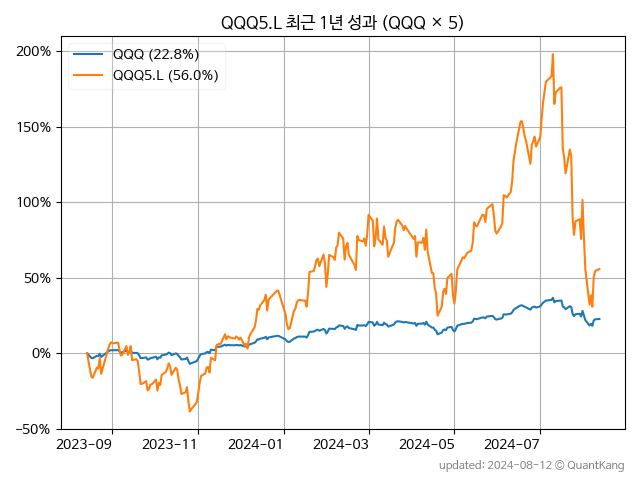 QQQ5.L 최근 1년 성과 (QQQ × 5)
QQQ (22.8%)
QQQ5.L (56.0%)
200%
150%
100%
50%
0%
−50%
2023-09 2023-11 2024-01 2024-03 2024-05 2024-07
updated: 2024-08-12 © QuantKang